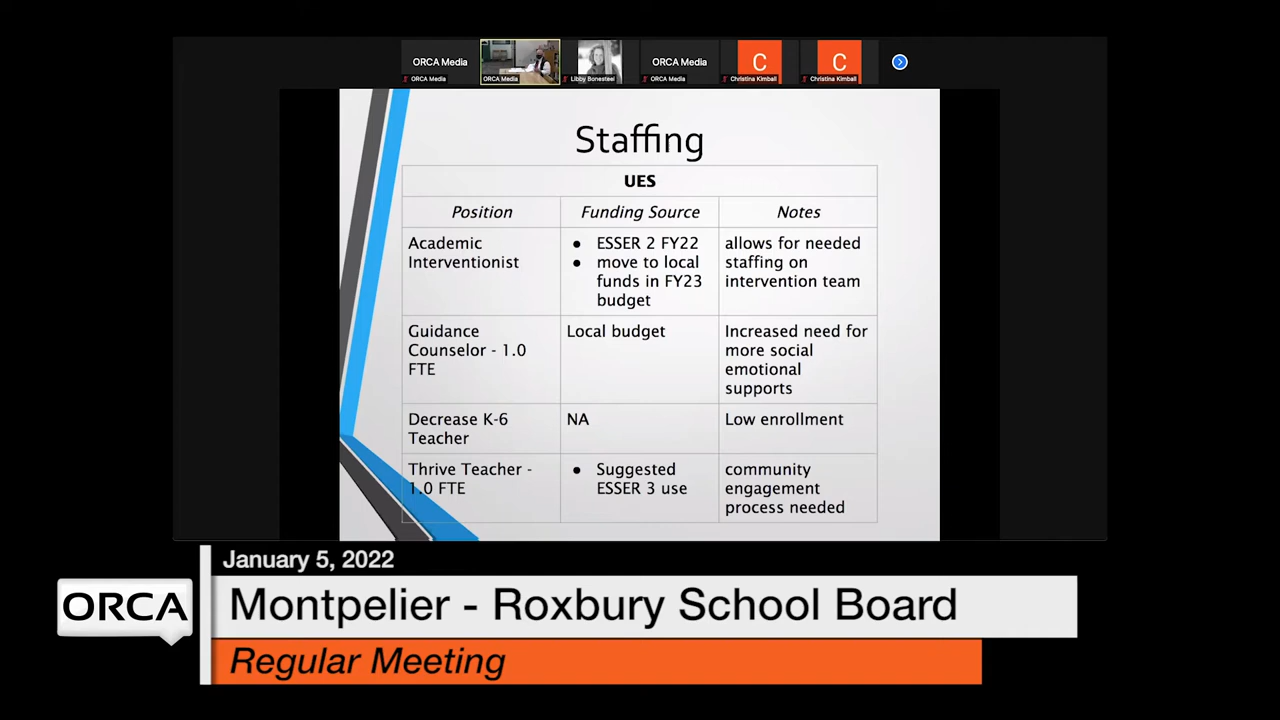 ORCA Media
ORCA Media
ORCA Media
Libby Bonesteel
ORCA Media
ORCA Media
C
Christina Kimball
C
Christina Kimball
Staffing
UES
Position Funding Source Notes
Academic Interventionist
● ESSER 2 FY22
● move to local funds in FY23 budget
allows for needed staffing on intervention team
Guidance Counselor - 1.0 FTE
Local budget
Increased need for more social emotional supports
Decrease K-6 Teacher
NA
Low enrollment
Thrive Teacher - 1.0 FTE
● Suggested ESSER 3 use
community engagement process needed
January 5, 2022
ORCA
Montpelier - Roxbury School Board
Regular Meeting